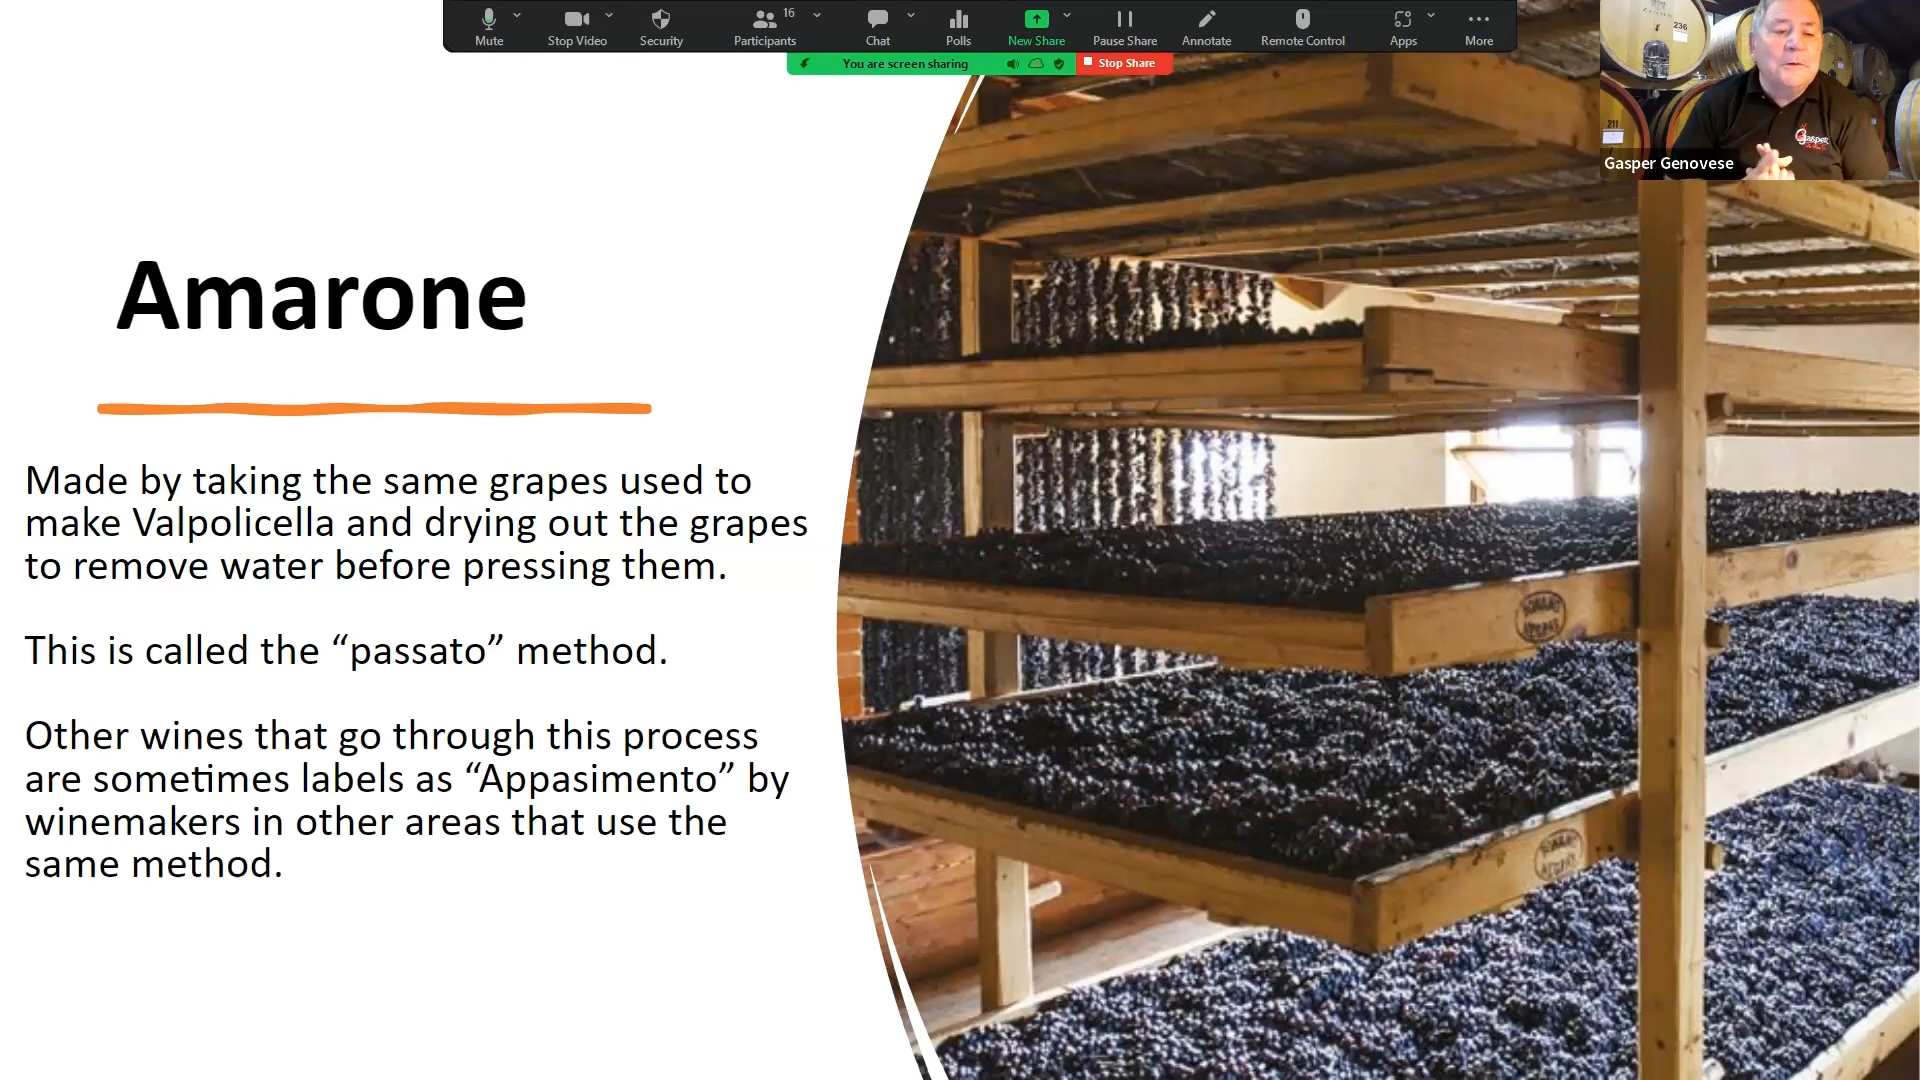 Mute
Stop Video
Security
Participants
16
Chat
Polls
New Share
Pause Share
Annotate
Remote Control
Apps
More
You are screen sharing
Stop Share
236
211
Gasper
Gasper Genovese
Amarone
Made by taking the same grapes used to
make Valpolicella and drying out the grapes
to remove water before pressing them.
This is called the “passato” method.
Other wines that go through this process
are sometimes labels as “Appasimento” by
winemakers in other areas that use the
same method.